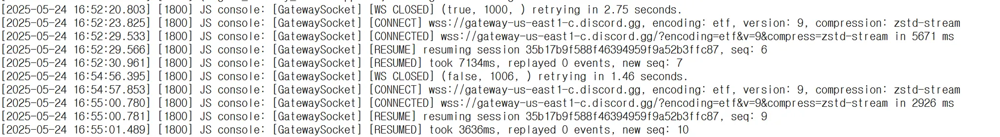 [2025-05-24 16:52:20.803] [1800] JS console: [GatewaySocket] [WS CLOSED] (true, 1000, ) retrying in 2.75 seconds.
[2025-05-24 16:52:23.825] [1800] JS console: [GatewaySocket] [CONNECT] wss://gateway-us-east1-c.discord.gg, encoding: etf, version: 9, compression: zstd-stream
[2025-05-24 16:52:29.533] [1800] JS console: [GatewaySocket] [CONNECTED] wss://gateway-us-east1-c.discord.gg/?encoding=etf&v=9&compress=zstd-stream in 5671 ms
[2025-05-24 16:52:29.566] [1800] JS console: [GatewaySocket] [RESUME] resuming session 35b17b9f588f46394959f9a52b3ffc87, seq: 6
[2025-05-24 16:52:30.961] [1800] JS console: [GatewaySocket] [RESUMED] took 7134ms, replayed 0 events, new seq: 7
[2025-05-24 16:54:56.395] [1800] JS console: [GatewaySocket] [WS CLOSED] (false, 1006, ) retrying in 1.46 seconds.
[2025-05-24 16:54:57.853] [1800] JS console: [GatewaySocket] [CONNECT] wss://gateway-us-east1-c.discord.gg, encoding: etf, version: 9, compression: zstd-stream
[2025-05-24 16:55:00.780] [1800] JS console: [GatewaySocket] [CONNECTED] wss://gateway-us-east1-c.discord.gg/?encoding=etf&v=9&compress=zstd-stream in 2926 ms
[2025-05-24 16:55:00.781] [1800] JS console: [GatewaySocket] [RESUME] resuming session 35b17b9f588f46394959f9a52b3ffc87, seq: 9
[2025-05-24 16:55:01.489] [1800] JS console: [GatewaySocket] [RESUMED] took 3636ms, replayed 0 events, new seq: 10